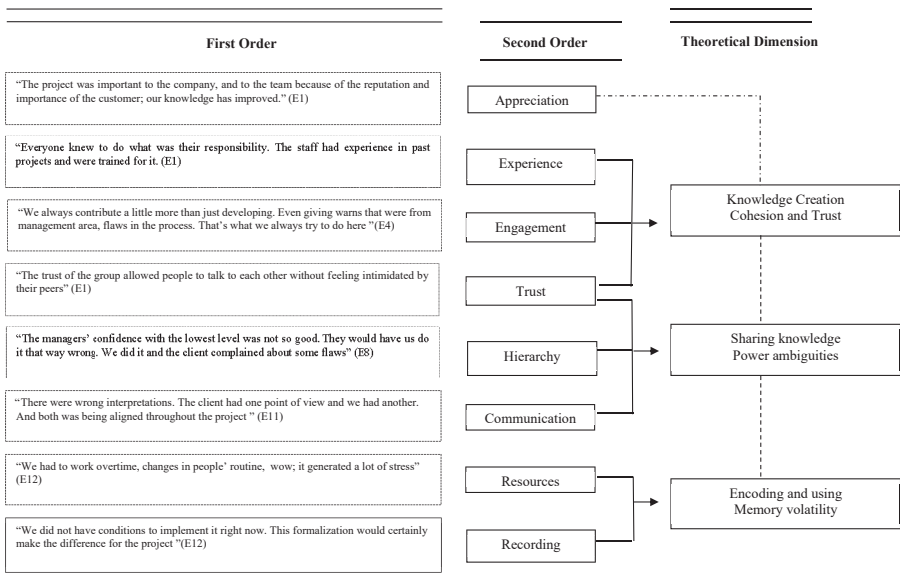 First Order
Second Order
Theoretical Dimension
“The project was important to the company, and to the team because of the reputation and
importance of the customer; our knowledge has improved.” (E1)
Appreciation
“Everyone knew to do what was their responsibility. The staff had experience in past
projects and were trained for it. (E1)
Experience
“We always contribute a little more than just developing. Even giving warns that were from
management area, flaws in the process. That’s what we always try to do here ”(E4)
Engagement
Knowledge Creation
Cohesion and Trust
“The trust of the group allowed people to talk to each other without feeling intimidated by
their peers” (E1)
Trust
“The managers’ confidence with the lowest level was not so good. They would have us do
it that way wrong. We did it and the client complained about some flaws” (E8)
Hierarchy
Sharing knowledge
Power ambiguities
“There were wrong interpretations. The client had one point of view and we had another.
And both was being aligned throughout the project ” (E11)
Communication
“We had to work overtime, changes in people’ routine, wow; it generated a lot of stress”
(E12)
Resources
Encoding and using
Memory volatility
“We did not have conditions to implement it right now. This formalization would certainly
make the difference for the project ”(E12)
Recording